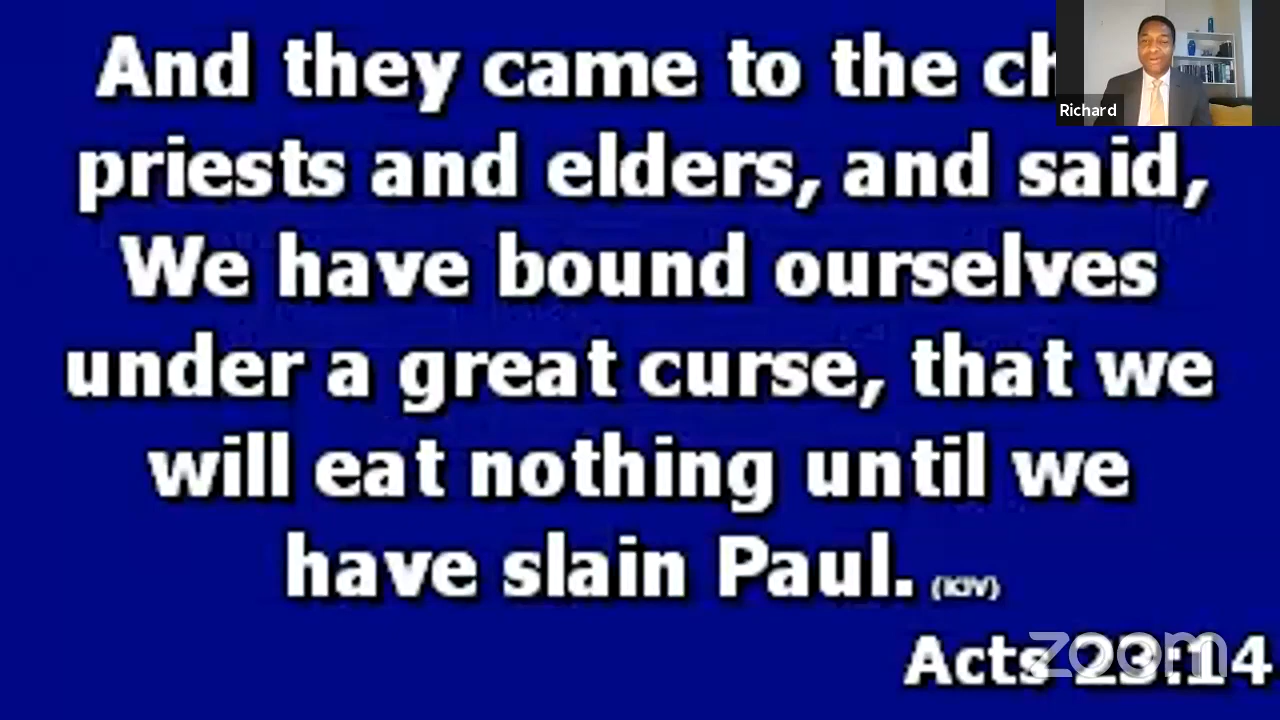 And they came to the ch
priests and elders, and said,
We have bound ourselves
under a great curse, that we
will eat nothing until we
have slain Paul. (KJV)
Acts 23:14
Richard
zoom